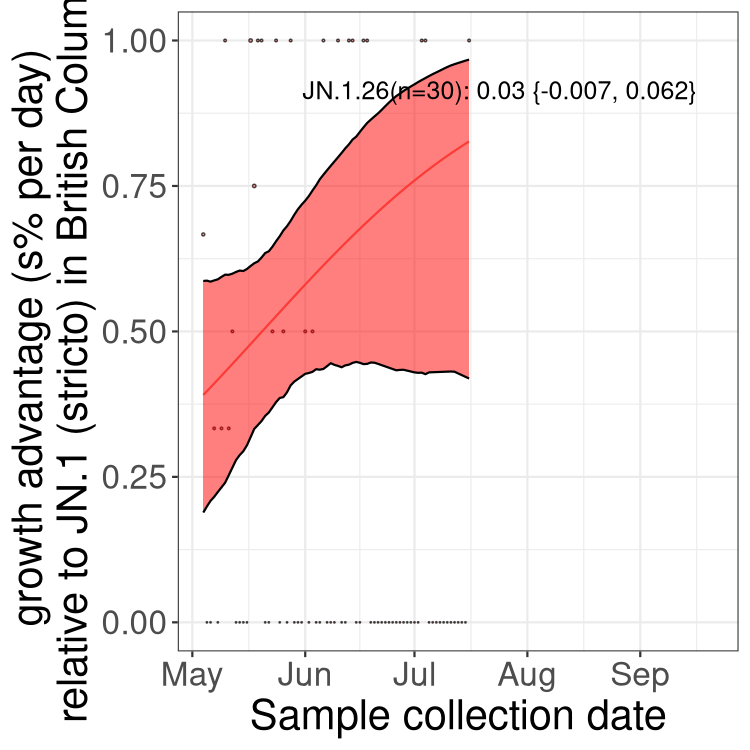 growth advantage (s% per day)
relative to JN.1 (stricto) in British Colum
1.00
0.75
0.50
0.25
0.00
JN.1.26(n=30): 0.03 {-0.007, 0.062}
May Jun Jul Aug Sep
Sample collection date